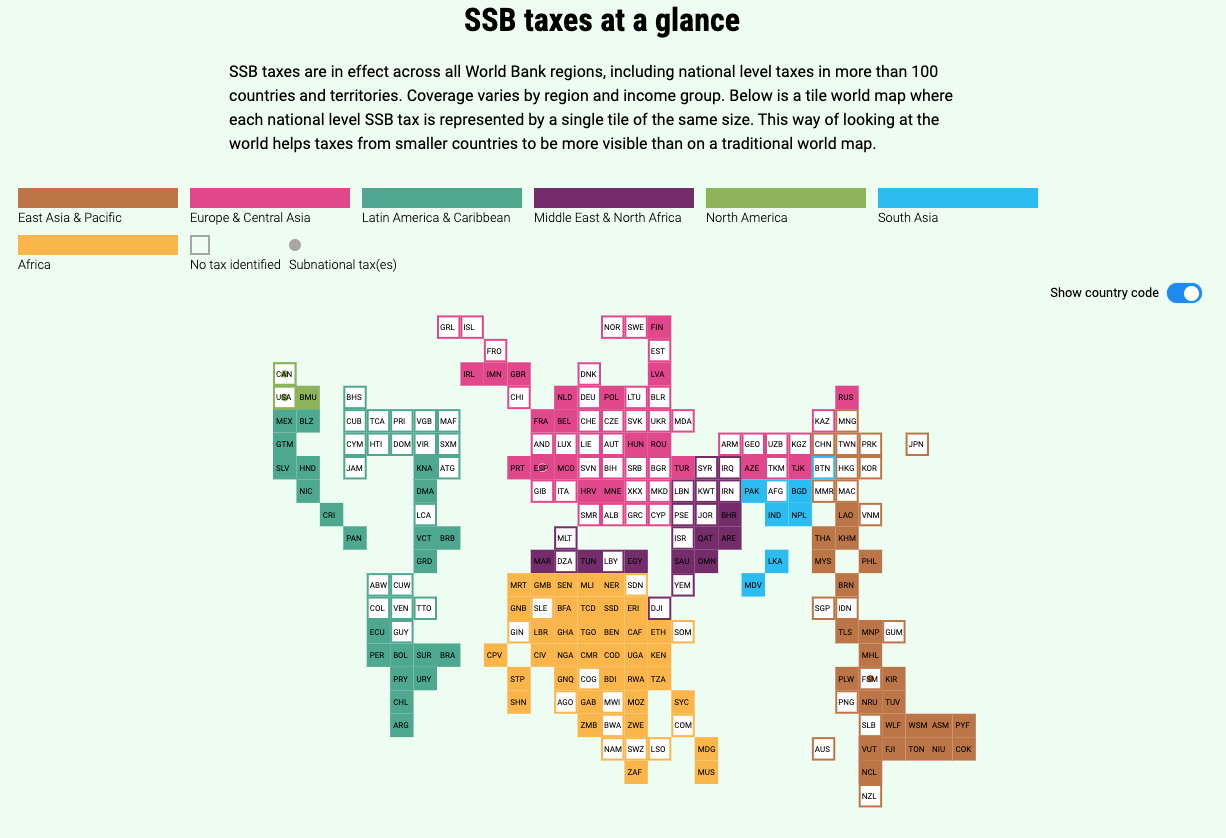 SSB taxes at a glance
SSB taxes are in effect across all World Bank regions, including national level taxes in more than 100
countries and territories. Coverage varies by region and income group. Below is a tile world map where
each national level SSB tax is represented by a single tile of the same size. This way of looking at the
world helps taxes from smaller countries to be more visible than on a traditional world map.
East Asia & Pacific Europe & Central Asia Latin America & Caribbean Middle East & North Africa North America South Asia
Africa No tax identified Subnational tax(es)
Show country code
GRL ISL NOR SWE FIN
FRO EST
CAN IRL IMN GBR DNK LVA
USA BMU BHS CHI NLD DEU POL LTU BLR RUS
MEX BLZ CUB TCA PRI VGB MAF FRA BEL CHE CZE SVK UKR MDA KAZ MNG
GTM CYM HTI DOM VIR SXM AND LUX LIE AUT HUN ROU ARM GEO UZB KGZ CHN TWN PRK JPN
SLV HND JAM KNA ATG PRT ESP MCO SVN BIH SRB BGR TUR SYR IRQ AZE TKM TJK BTN HKG KOR
NIC DMA GIB ITA HRV MNE XKX MKD LBN KWT IRN PAK AFG BGD MMR MAC
CRI LCA SMR ALB GRC CYP PSE JOR BHR IND NPL LAO VNM
PAN VCT BRB MLT ISR QAT ARE THA KHM
GRD MAR DZA TUN LBY EGY SAU OMN LKA MYS PHL
ABW CUW MRT GMB SEN MLI NER SDN YEM MDV BRN
COL VEN TTO GNB SLE BFA TCD SSD ERI DJI SGP IDN
ECU GUY GIN LBR GHA TGO BEN CAF ETH SOM TLS MNP GUM
PER BOL SUR BRA CPV CIV NGA CMR COD UGA KEN MHL
PRY URY STP GNQ COG BDI RWA TZA PLW FSM KIR
CHL SHN AGO GAB MWI MOZ SYC PNG NRU TUV
ARG ZMB BWA ZWE COM SLB WLF WSM ASM PYF
NAM SWZ LSO MDG AUS VUT FJI TON NIU COK
ZAF MUS NCL
NZL